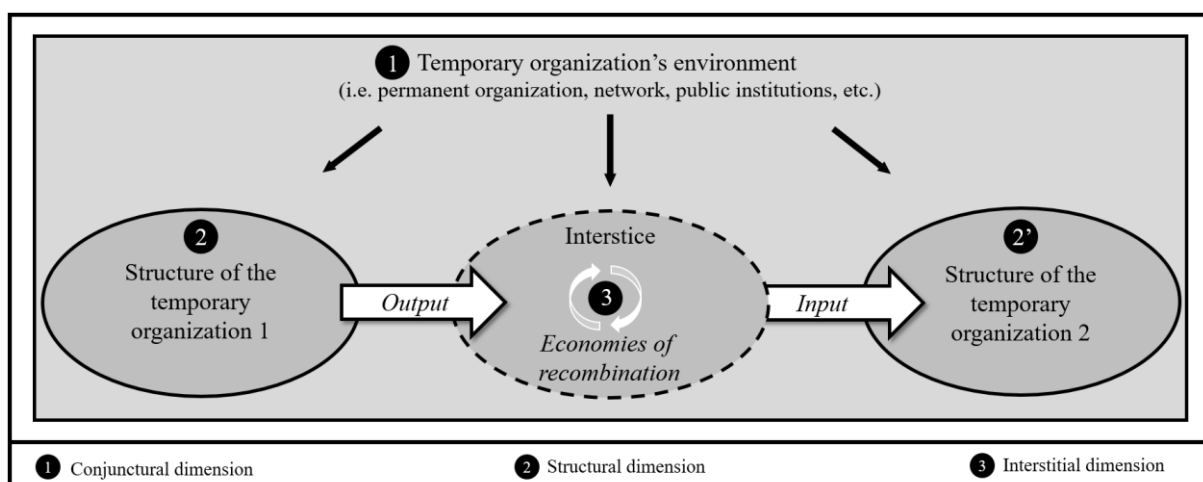 1 Temporary organization's environment
(i.e. permanent organization, network, public institutions, etc.)
2
Structure of the
temporary
organization 1
Output
Interstice
3
Economies of
recombination
Input
2'
Structure of the
temporary
organization 2
1 Conjunctural dimension
2 Structural dimension
3 Interstitial dimension